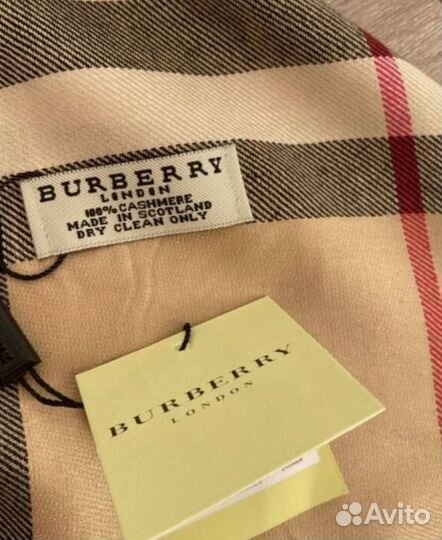 BURBERRY
LONDON
100% CASHMERE
MADE IN SCOTLAND
DRY CLEAN ONLY
BURBERRY
LONDON
Avito